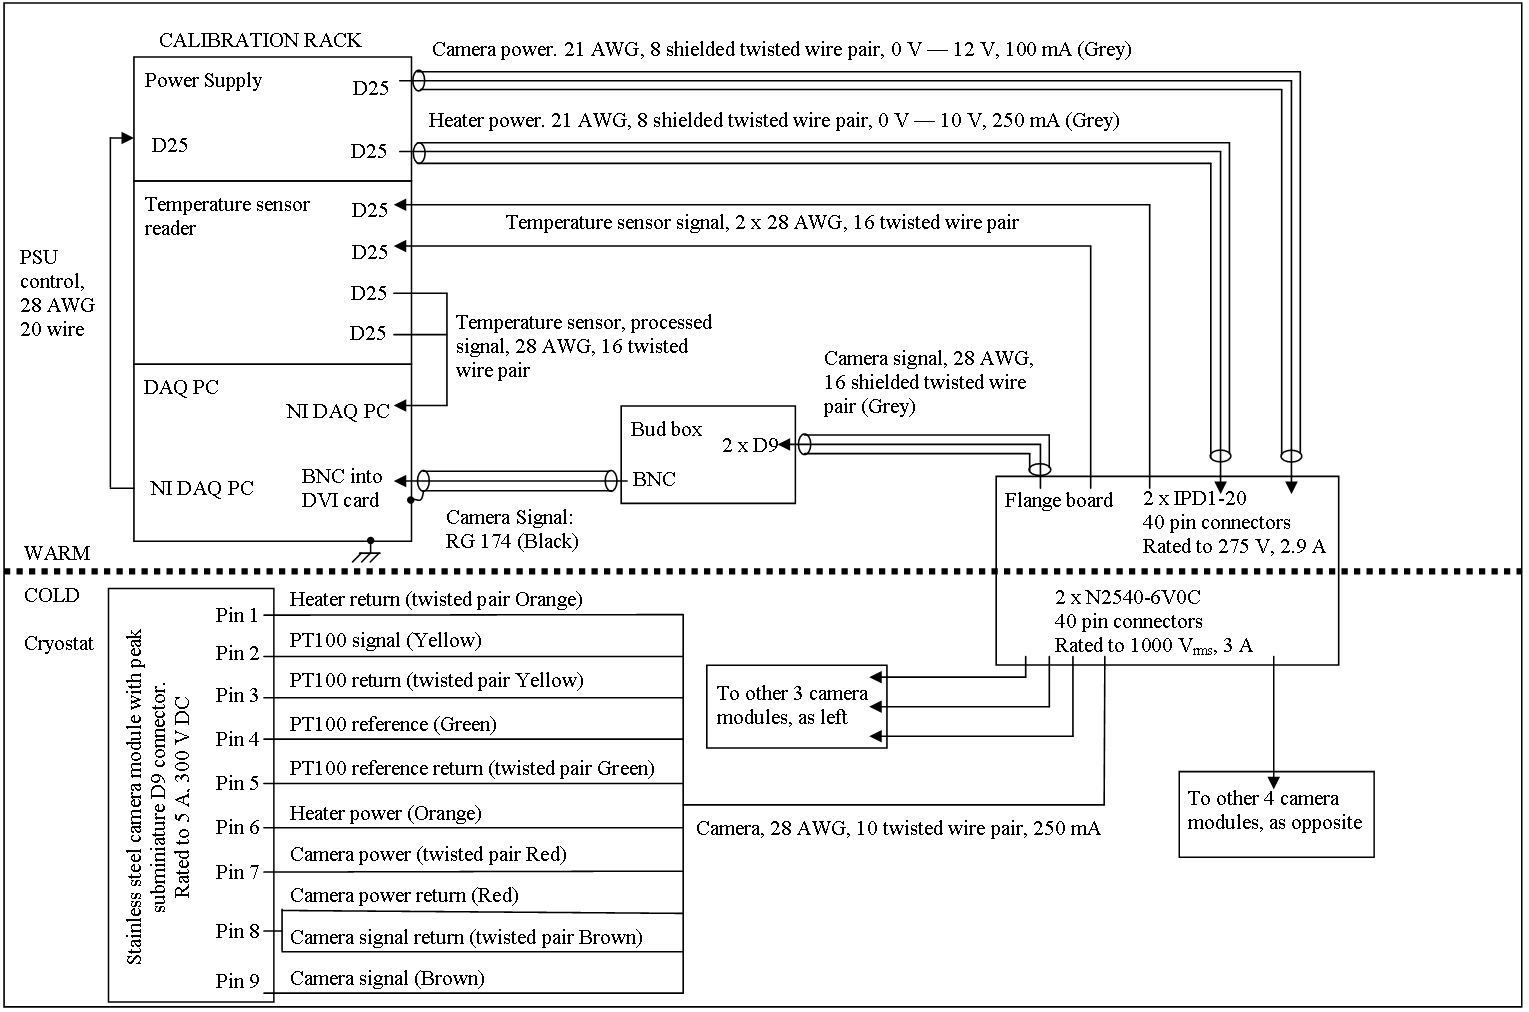 CALIBRATION RACK
Camera power. 21 AWG, 8 shielded twisted wire pair, 0 V — 12 V, 100 mA (Grey)
Power Supply
D25
Heater power. 21 AWG, 8 shielded twisted wire pair, 0 V — 10 V, 250 mA (Grey)
D25
D25
Temperature sensor
reader
D25
Temperature sensor signal, 2 x 28 AWG, 16 twisted wire pair
D25
PSU
control,
28 AWG
20 wire
D25
D25
Temperature sensor, processed
signal, 28 AWG, 16 twisted
wire pair
Camera signal, 28 AWG,
16 shielded twisted wire
pair (Grey)
DAQ PC
NI DAQ PC
Bud box
2 x D9
BNC
BNC into
DVI card
NI DAQ PC
Camera Signal:
RG 174 (Black)
Flange board
2 x IPD1-20
40 pin connectors
Rated to 275 V, 2.9 A
WARM
COLD
Cryostat
2 x N2540-6V0C
40 pin connectors
Rated to 1000 Vrms, 3 A
Stainless steel camera module with peak
subminiature D9 connector.
Rated to 5 A. 300 V DC
Pin 1
Heater return (twisted pair Orange)
Pin 2
PT100 signal (Yellow)
Pin 3
PT100 return (twisted pair Yellow)
Pin 4
PT100 reference (Green)
Pin 5
PT100 reference return (twisted pair Green)
Pin 6
Heater power (Orange)
Pin 7
Camera power (twisted pair Red)
Camera power return (Red)
Pin 8
Camera signal return (twisted pair Brown)
Pin 9
Camera signal (Brown)
To other 3 camera
modules, as left
Camera, 28 AWG, 10 twisted wire pair, 250 mA
To other 4 camera
modules, as opposite